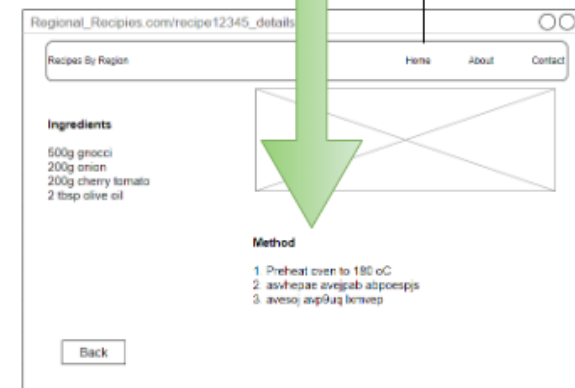 Regional_Recipies.com/recipe12345_details
Recipes By Region
Home About Contact
Ingredients
500g gnocci
200g onion
200g cherry tomato
2 tbsp olive oil
Method
1. Preheat oven to 180 oC
2. asvhepae avejpab abpoespjs
3. avesoj avp9uq
Back